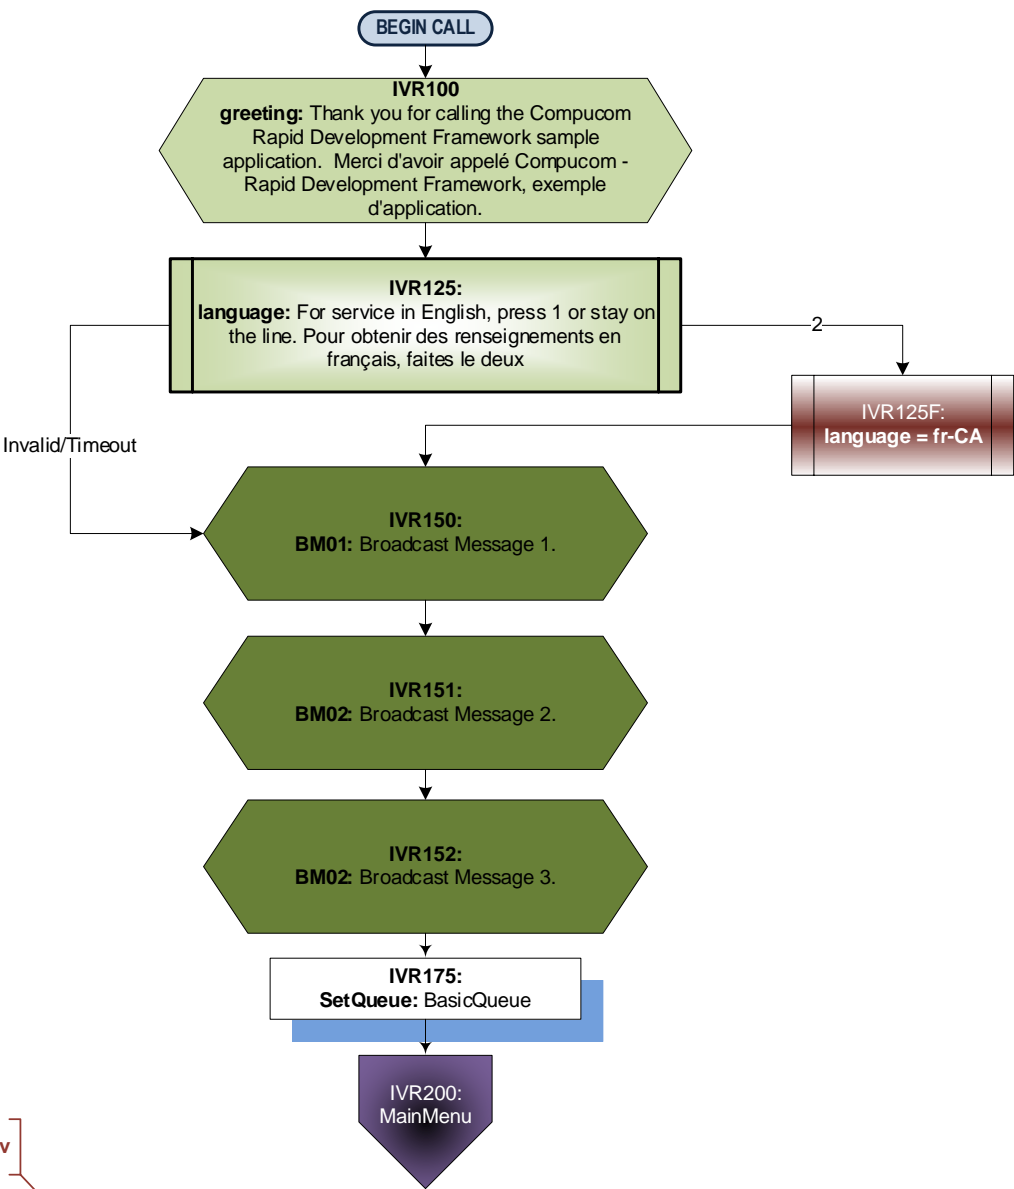 BEGIN CALL
IVR100
greeting: Thank you for calling the Compucom
Rapid Development Framework sample
application.  Merci d'avoir appelé Compucom -
Rapid Development Framework, exemple
d'application.
IVR125:
language: For service in English, press 1 or stay on
the line. Pour obtenir des renseignements en
français, faites le deux
2
IVR125F:
language = fr-CA
Invalid/Timeout
IVR150:
BM01: Broadcast Message 1.
IVR151:
BM02: Broadcast Message 2.
IVR152:
BM02: Broadcast Message 3.
IVR175:
SetQueue: BasicQueue
IVR200:
MainMenu
v